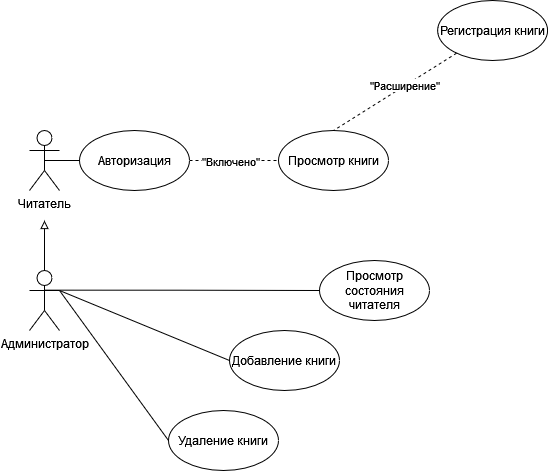 Регистрация книги
"Расширение"
Авторизация
"Включено"
Просмотр книги
Читатель
Просмотр
состояния
читателя
Администратор
Добавление книги
Удаление книги